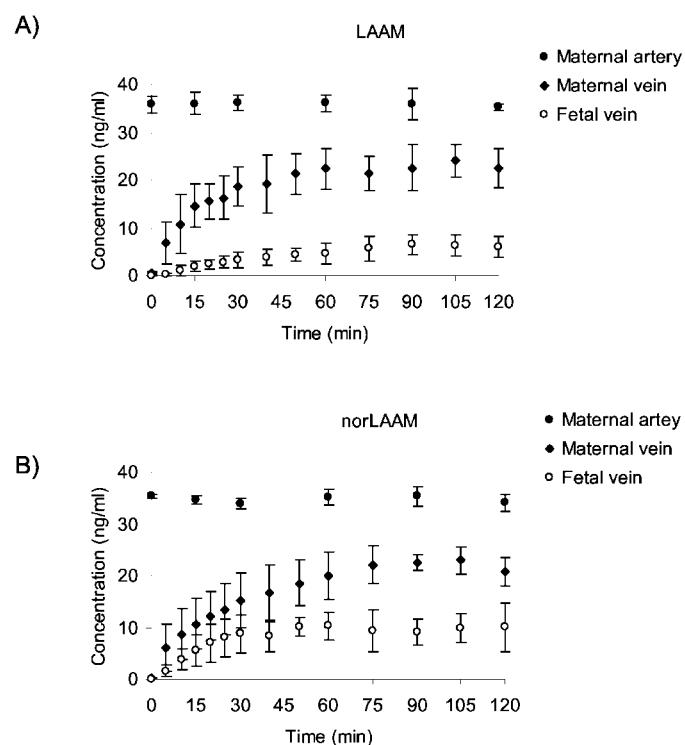 A)
LAAM
● Maternal artery
◆ Maternal vein
○ Fetal vein
Concentration (ng/ml)
40
30
20
10
0
0 15 30 45 60 75 90 105 120
Time (min)
norLAAM
● Maternal artey
◆ Maternal vein
○ Fetal vein
B)
Concentration (ng/ml)
40
30
20
10
0
0 15 30 45 60 75 90 105 120
Time (min)